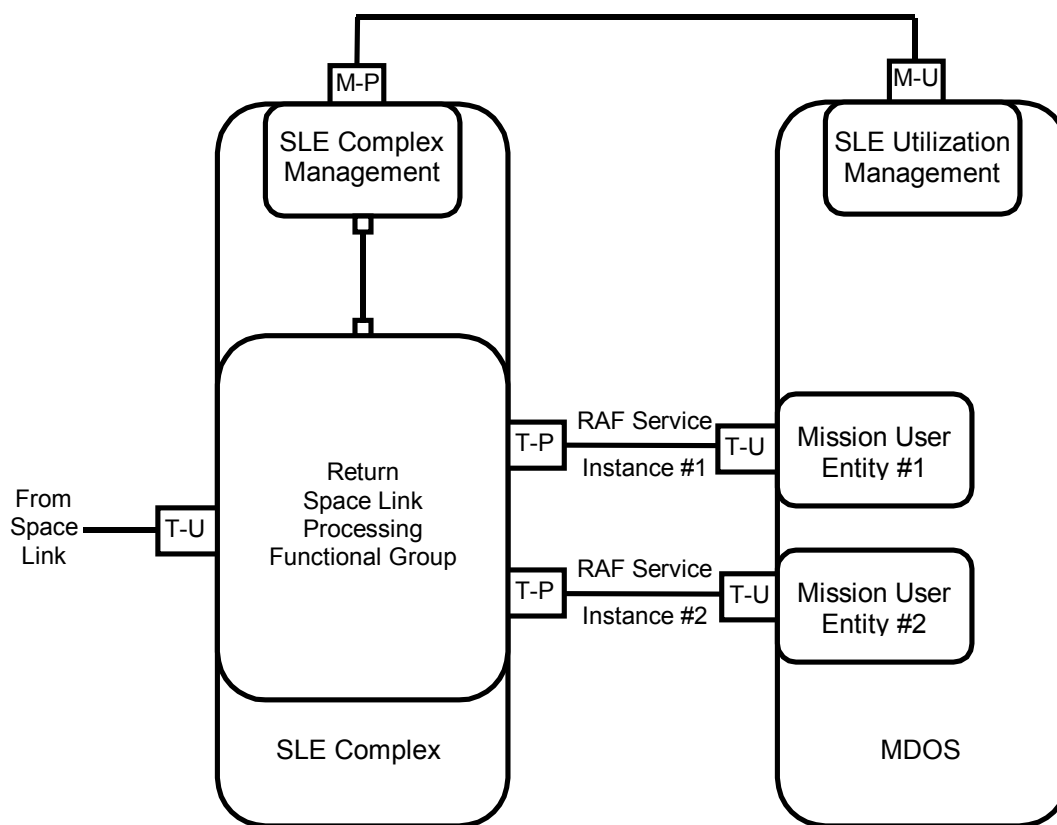 M-P
M-U
SLE Complex
Management
SLE Utilization
Management
RAF Service
T-P
T-U
Instance #1
Mission User
Entity #1
Return
Space Link
Processing
Functional Group
From
Space
Link
T-U
RAF Service
T-P
T-U
Instance #2
Mission User
Entity #2
SLE Complex
MDOS